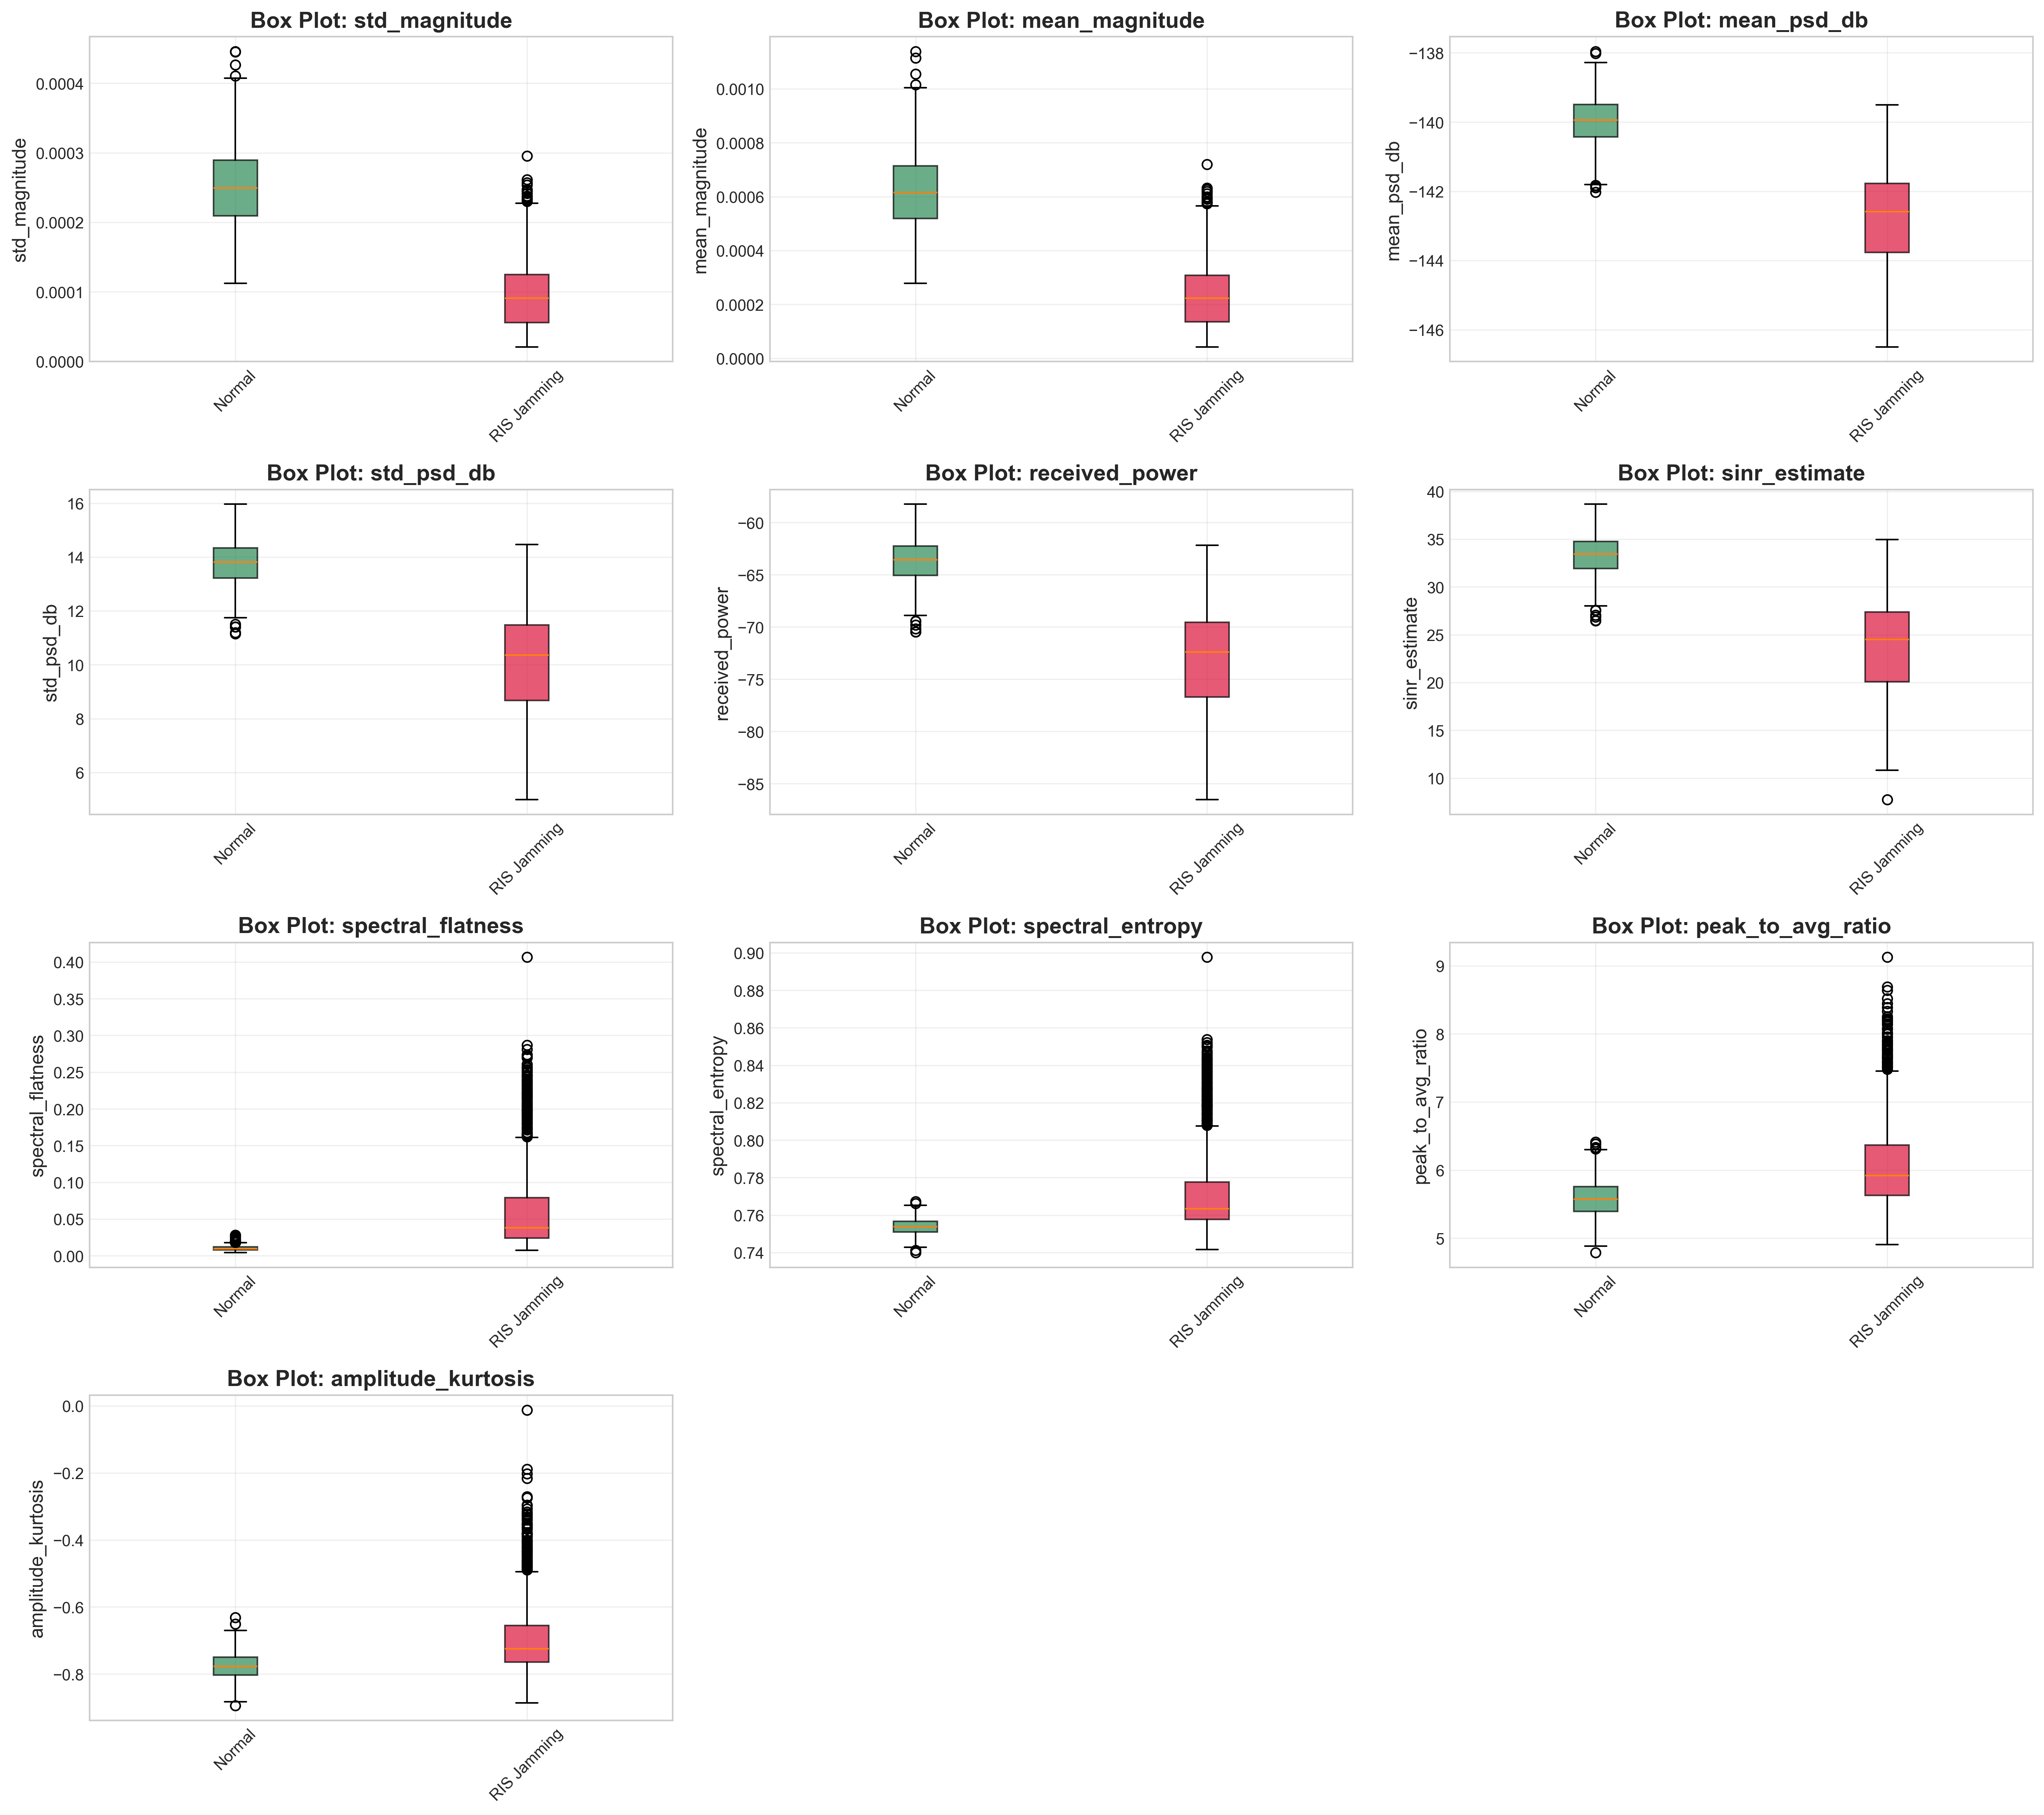 Box Plot: std_magnitude
std_magnitude
0.0004
0.0003
0.0002
0.0001
0.0000
Normal
RIS Jamming
Box Plot: mean_magnitude
mean_magnitude
0.0010
0.0008
0.0006
0.0004
0.0002
0.0000
Normal
RIS Jamming
Box Plot: mean_psd_db
mean_psd_db
−138
−140
−142
−144
−146
Normal
RIS Jamming
Box Plot: std_psd_db
std_psd_db
16
14
12
10
8
6
Normal
RIS Jamming
Box Plot: received_power
received_power
−60
−65
−70
−75
−80
−85
Normal
RIS Jamming
Box Plot: sinr_estimate
sinr_estimate
40
35
30
25
20
15
10
Normal
RIS Jamming
Box Plot: spectral_flatness
spectral_flatness
0.40
0.35
0.30
0.25
0.20
0.15
0.10
0.05
0.00
Normal
RIS Jamming
Box Plot: spectral_entropy
spectral_entropy
0.90
0.88
0.86
0.84
0.82
0.80
0.78
0.76
0.74
Normal
RIS Jamming
Box Plot: peak_to_avg_ratio
peak_to_avg_ratio
9
8
7
6
5
Normal
RIS Jamming
Box Plot: amplitude_kurtosis
amplitude_kurtosis
0.0
−0.2
−0.4
−0.6
−0.8
Normal
RIS Jamming